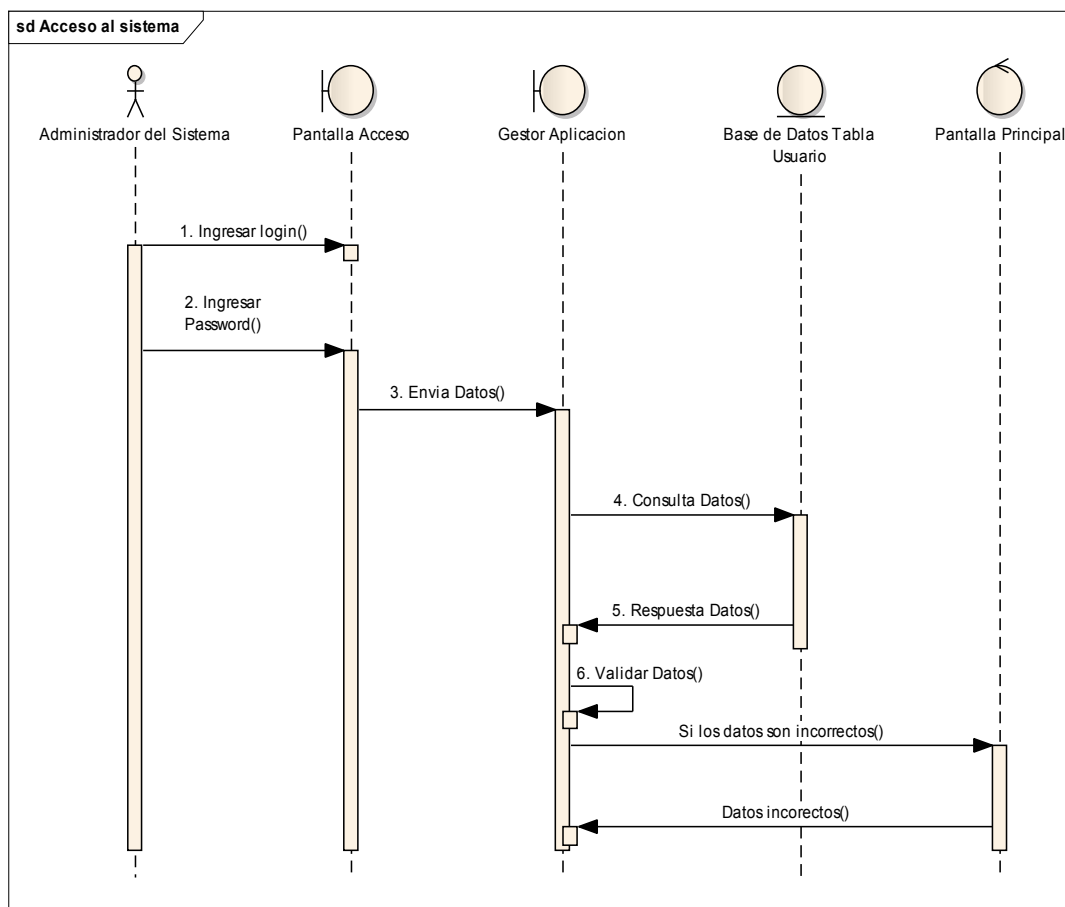 sd Acceso al sistema
Administrador del Sistema
Pantalla Acceso
Gestor Aplicacion
Base de Datos Tabla
Usuario
Pantalla Principal
1. Ingresar login()
2. Ingresar
Password()
3. Envia Datos()
4. Consulta Datos()
5. Respuesta Datos()
6. Validar Datos()
Si los datos son incorrectos()
Datos incorectos()